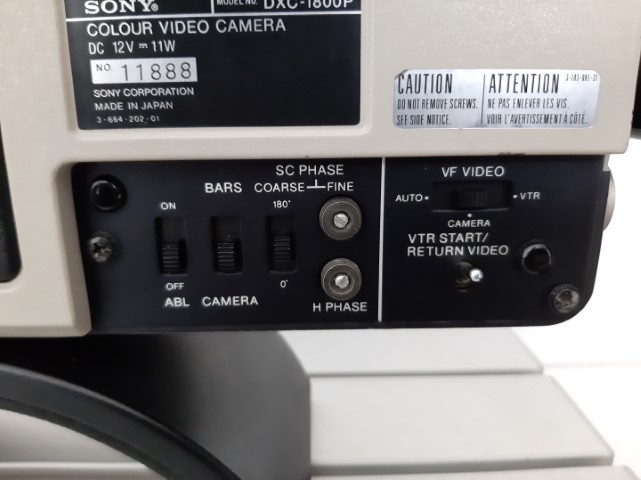 SONY®
MODEL NO. DXC-1800P
COLOUR VIDEO CAMERA
DC 12V ⎓ 11W
NO. 11888
SONY CORPORATION
MADE IN JAPAN
3-664-202-01
CAUTION
DO NOT REMOVE SCREWS.
SEE SIDE NOTICE.
ATTENTION
NE PAS ENLEVER LES VIS.
VOIR L'AVERTISSEMENT À CÔTÉ.
SC PHASE
BARS COARSE FINE
ON 180°
OFF 0°
ABL CAMERA H PHASE
VF VIDEO
AUTO VTR
CAMERA
VTR START/
RETURN VIDEO